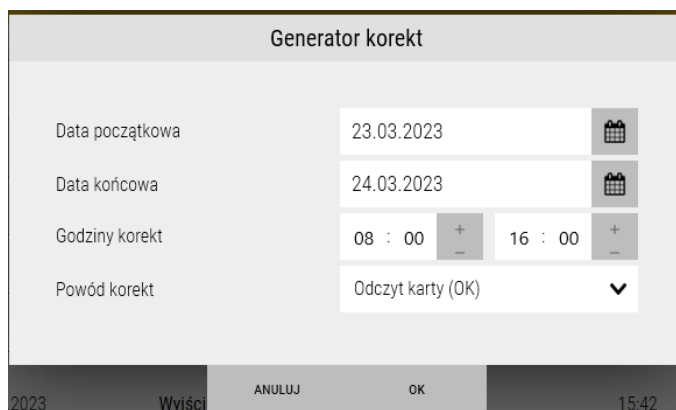 Generator korekt
Data początkowa 23.03.2023
Data końcowa 24.03.2023
Godziny korekt 08 : 00 + − 16 : 00 + −
Powód korekt Odczyt karty (OK)
ANULUJ OK
2023 Wyjści 15:42